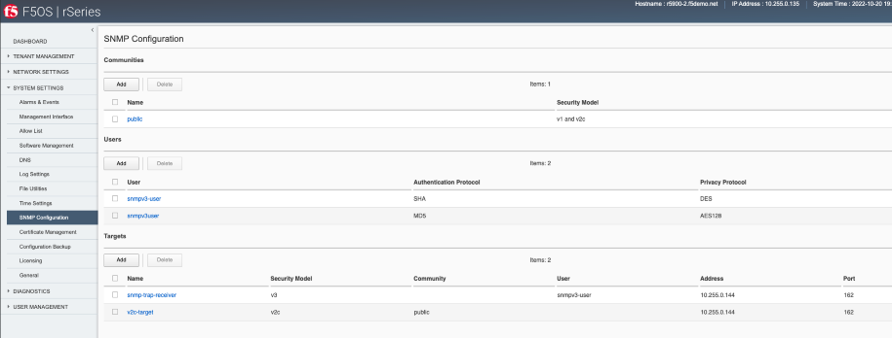 f5 F5OS | rSeries
Hostname : r5900-2.f5demo.net | IP Address : 10.255.0.135 | System Time : 2022-10-20 19:
DASHBOARD
TENANT MANAGEMENT
NETWORK SETTINGS
SYSTEM SETTINGS
Alarms & Events
Management Interface
Allow List
Software Management
DNS
Log Settings
File Utilities
Time Settings
SNMP Configuration
Certificate Management
Configuration Backup
Licensing
General
DIAGNOSTICS
USER MANAGEMENT
SNMP Configuration
Communities
Add Delete Items: 1
Name Security Model
public v1 and v2c
Users
Add Delete Items: 2
User Authentication Protocol Privacy Protocol
snmpv3-user SHA DES
snmpv3user MD5 AES128
Targets
Add Delete Items: 2
Name Security Model Community User Address Port
snmp-trap-receiver v3 snmpv3-user 10.255.0.144 162
v2c-target v2c public 10.255.0.144 162